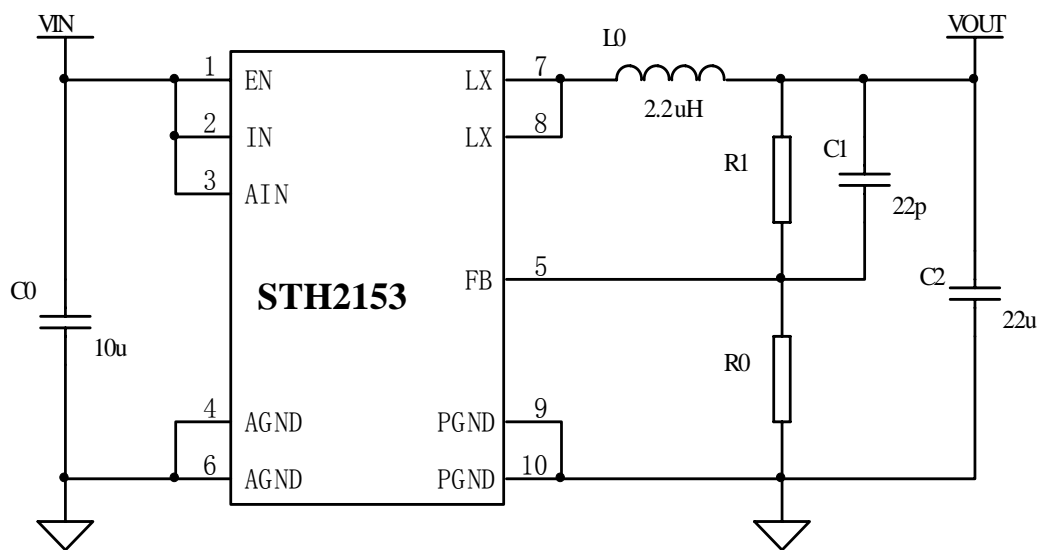 VIN
VOUT
L0
1 EN LX 7
2 IN LX 8
2.2uH
3 AIN
R1
C1
22p
FB 5
C0
STH2153
C2
10u
22u
R0
4 AGND PGND 9
6 AGND PGND 10